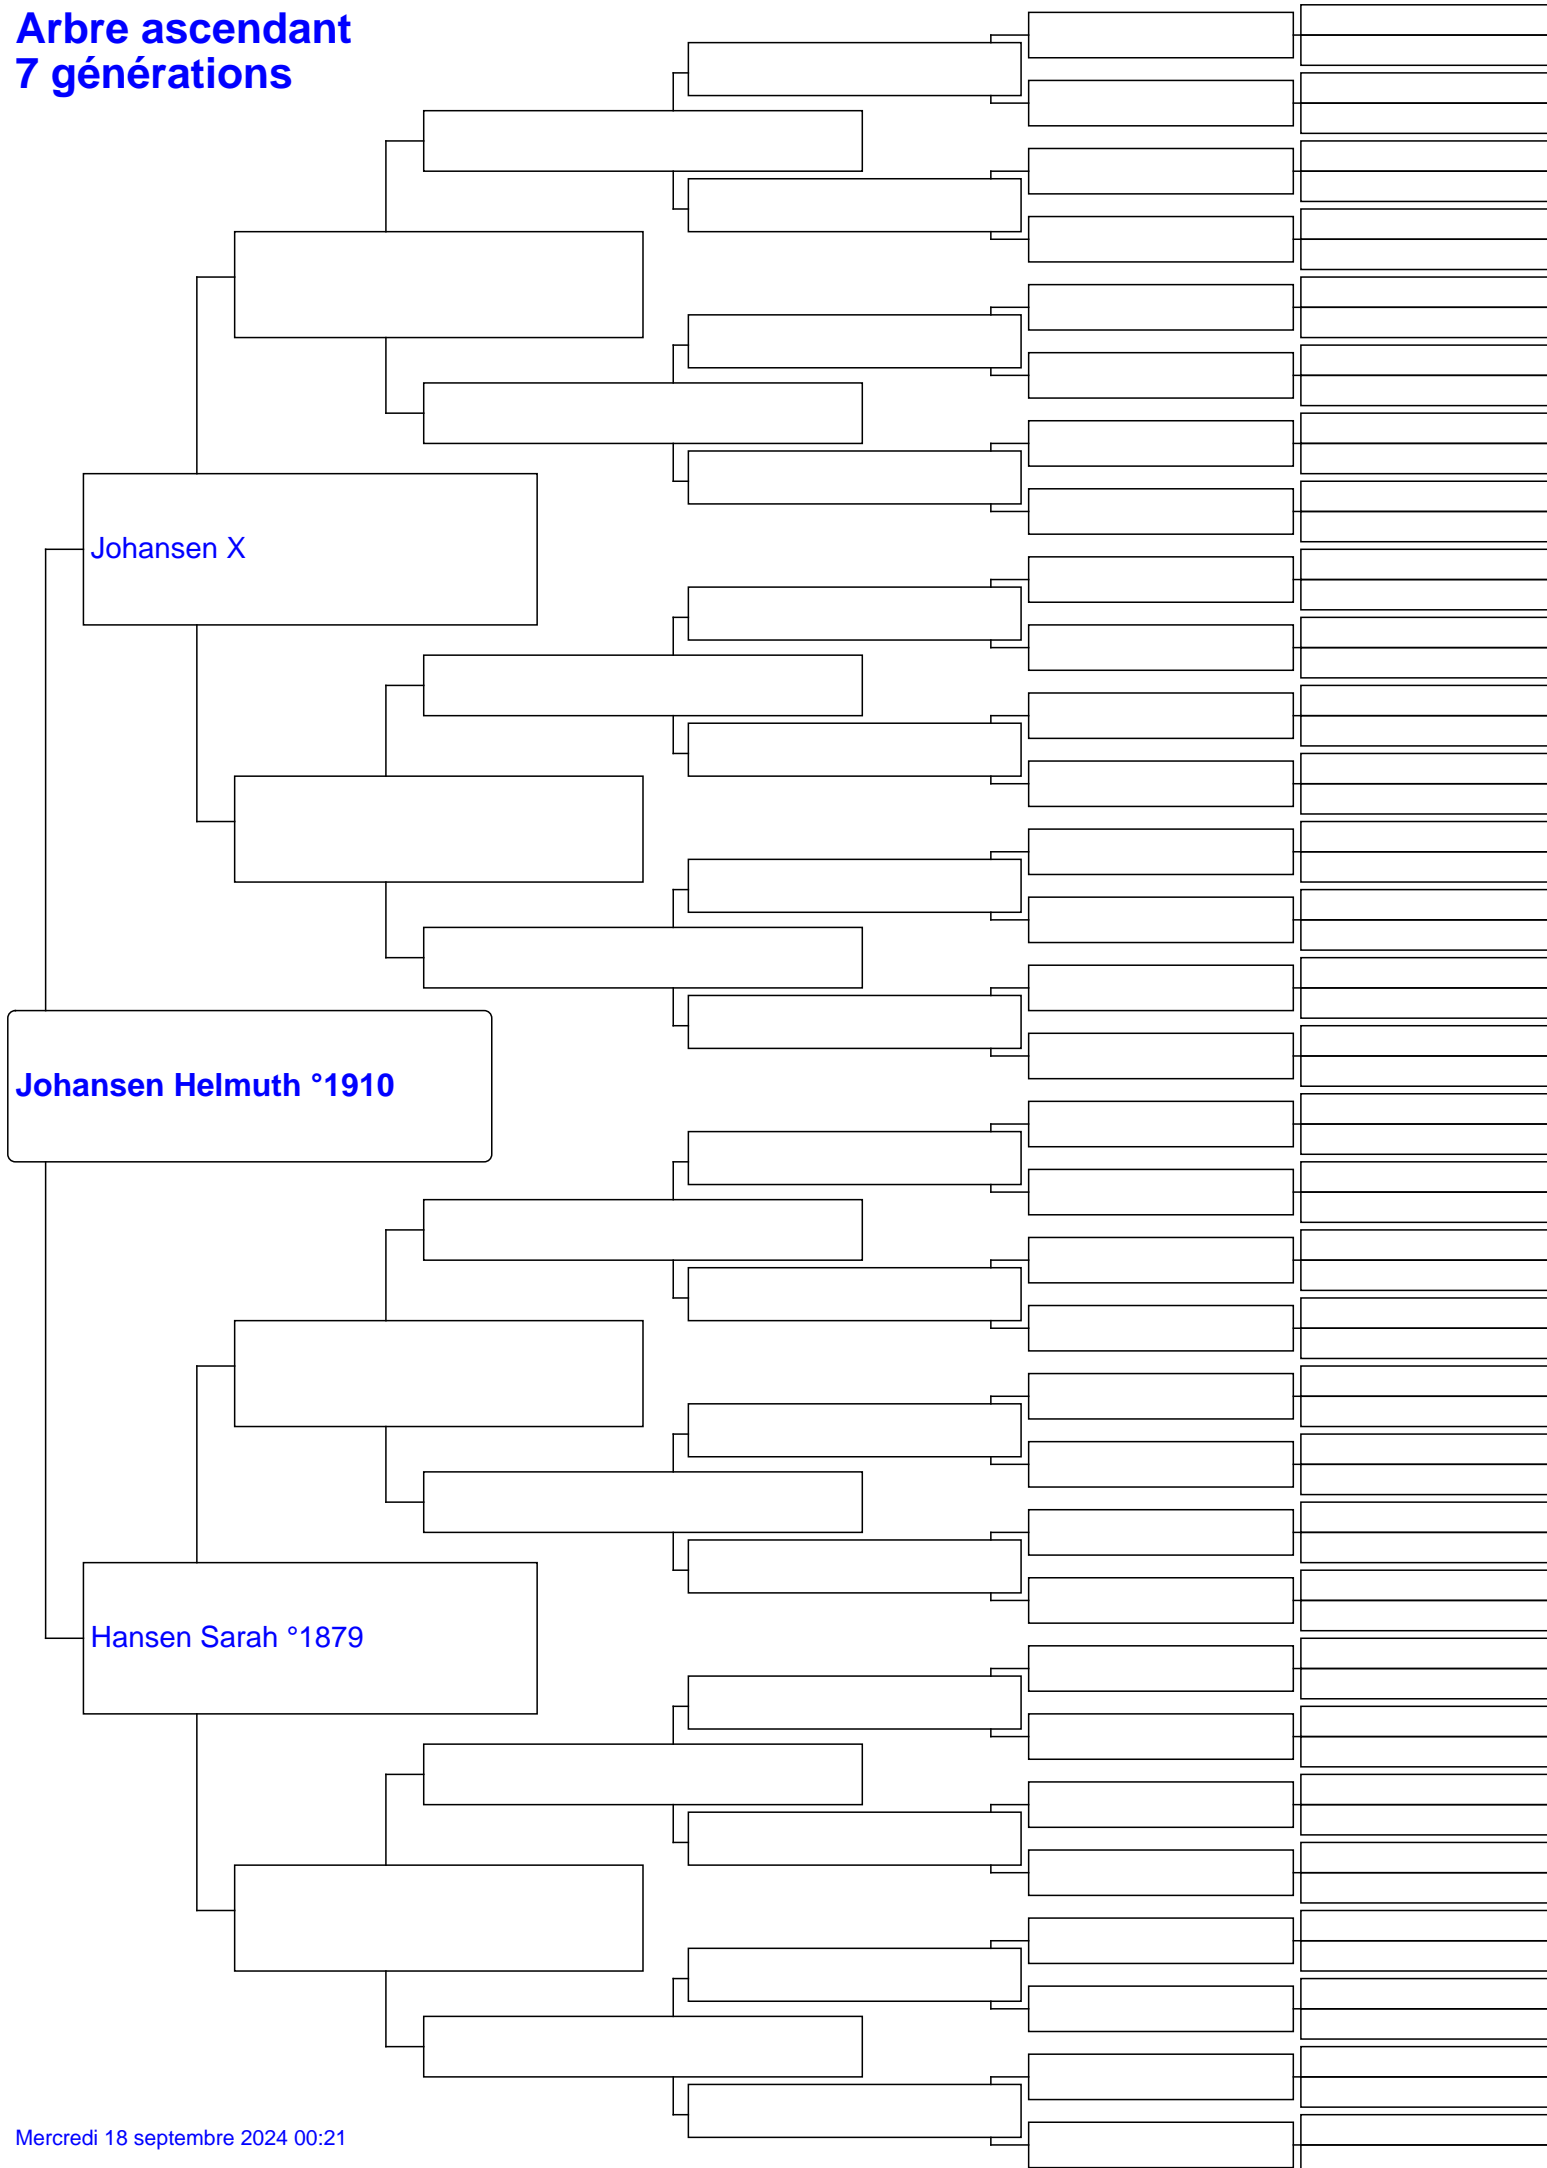 Arbre ascendant
7 générations
Johansen X
Johansen Helmuth °1910
Hansen Sarah °1879
Mercredi 18 septembre 2024 00:21